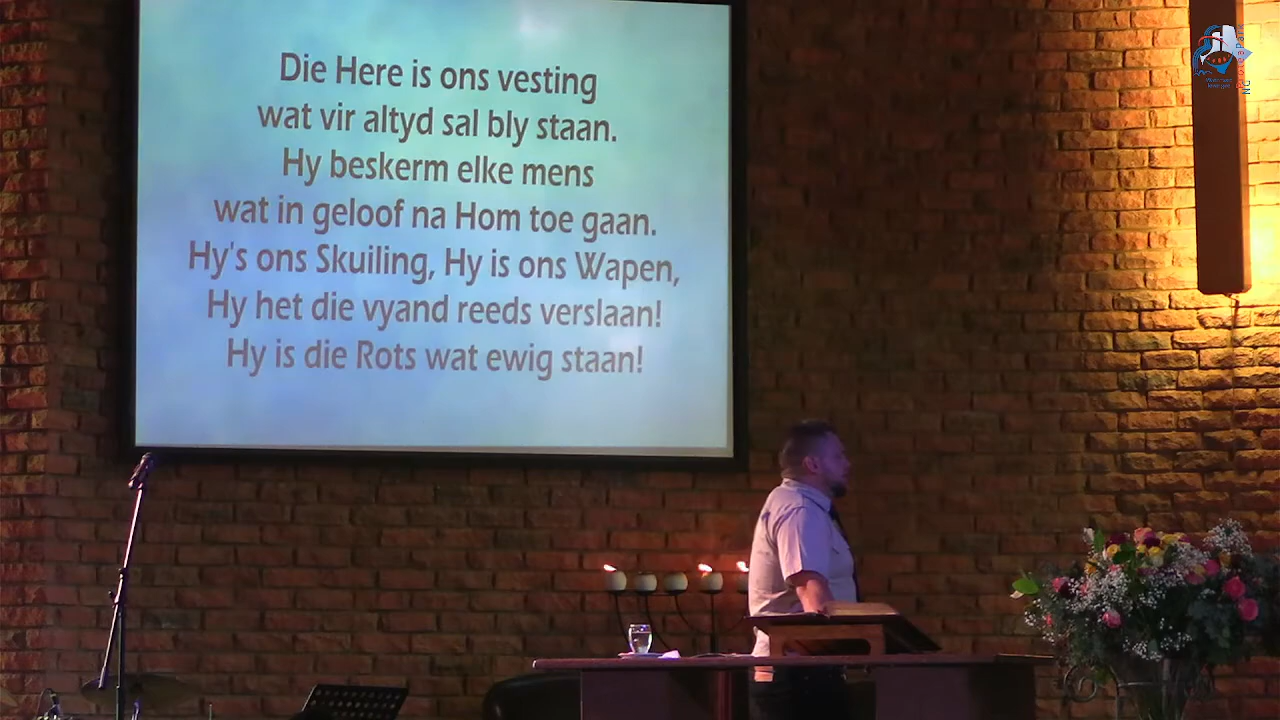 Die Here is ons vesting
wat vir altyd sal bly staan.
Hy beskerm elke mens
wat in geloof na Hom toe gaan.
Hy's ons Skuiling, Hy is ons Wapen,
Hy het die vyand reeds verslaan!
Hy is die Rots wat ewig staan!
NG